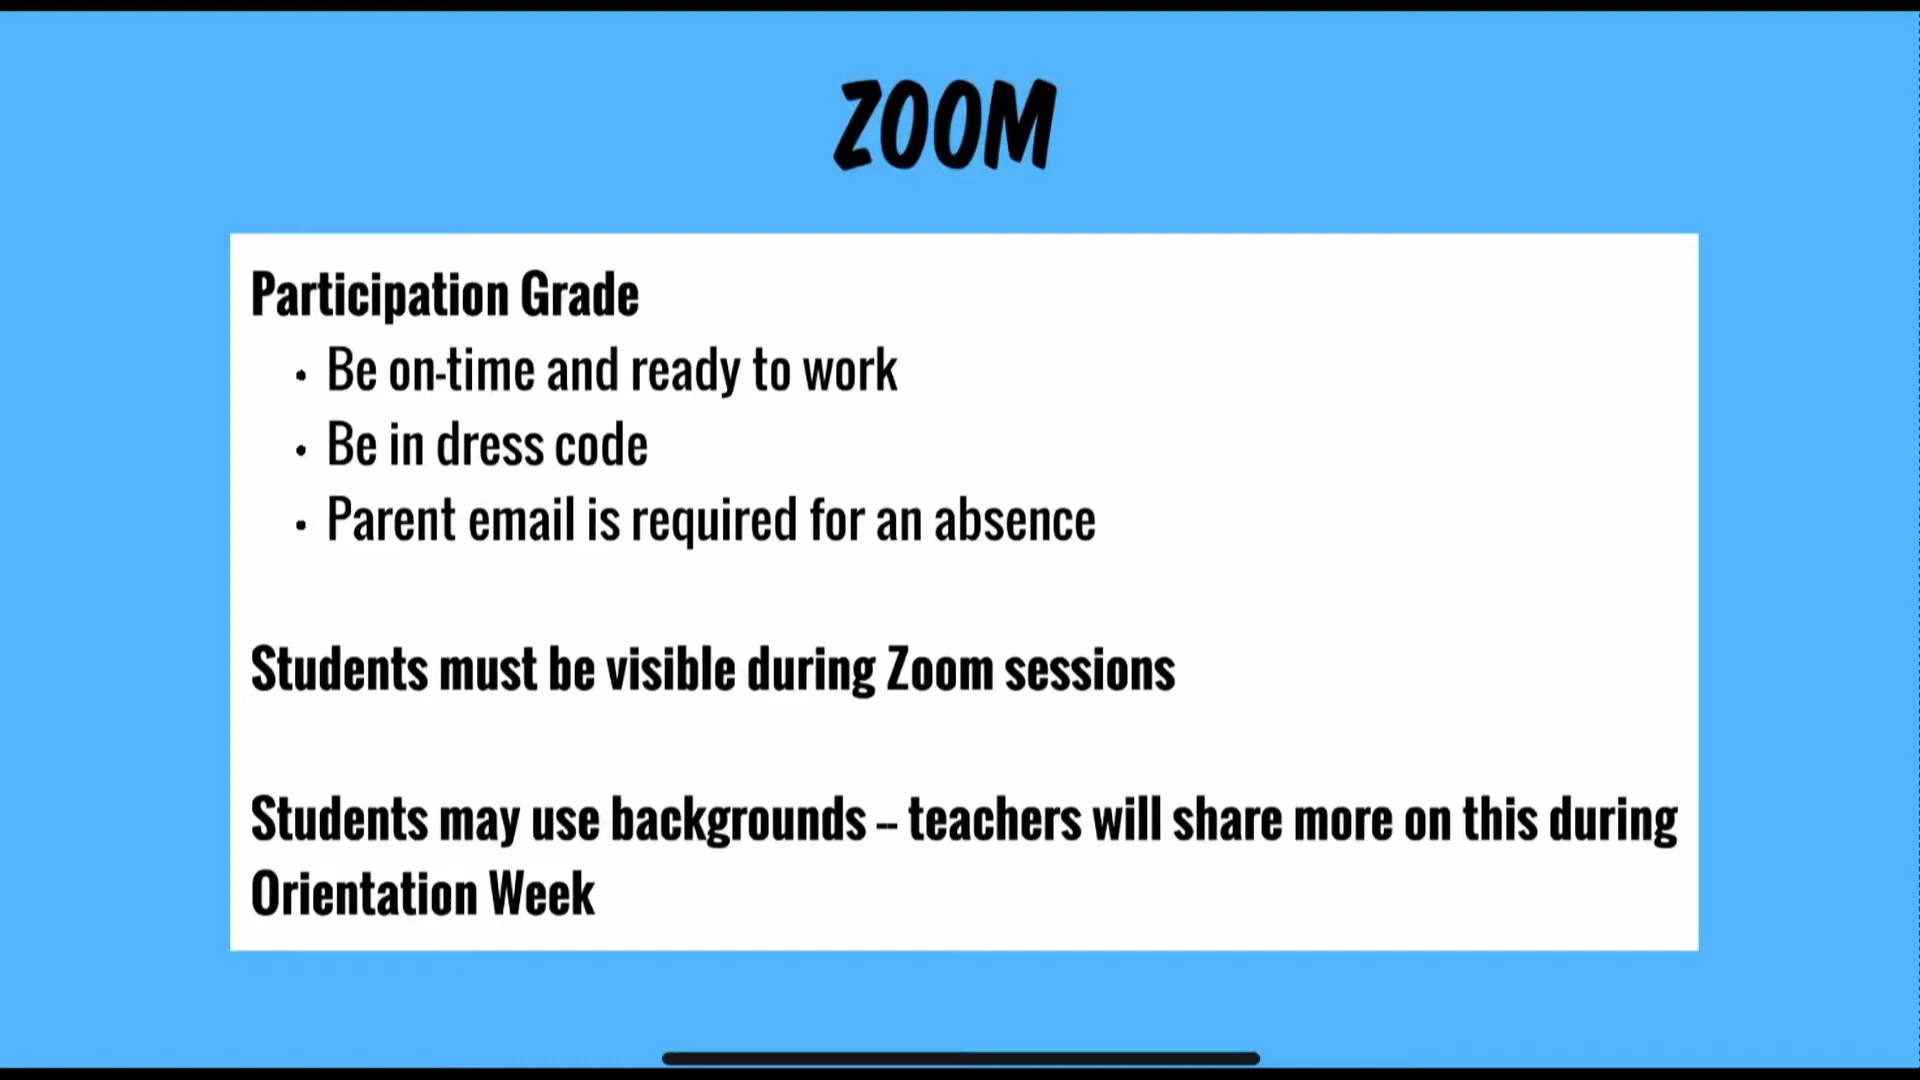 ZOOM
Participation Grade
• Be on-time and ready to work
• Be in dress code
• Parent email is required for an absence
Students must be visible during Zoom sessions
Students may use backgrounds – teachers will share more on this during
Orientation Week